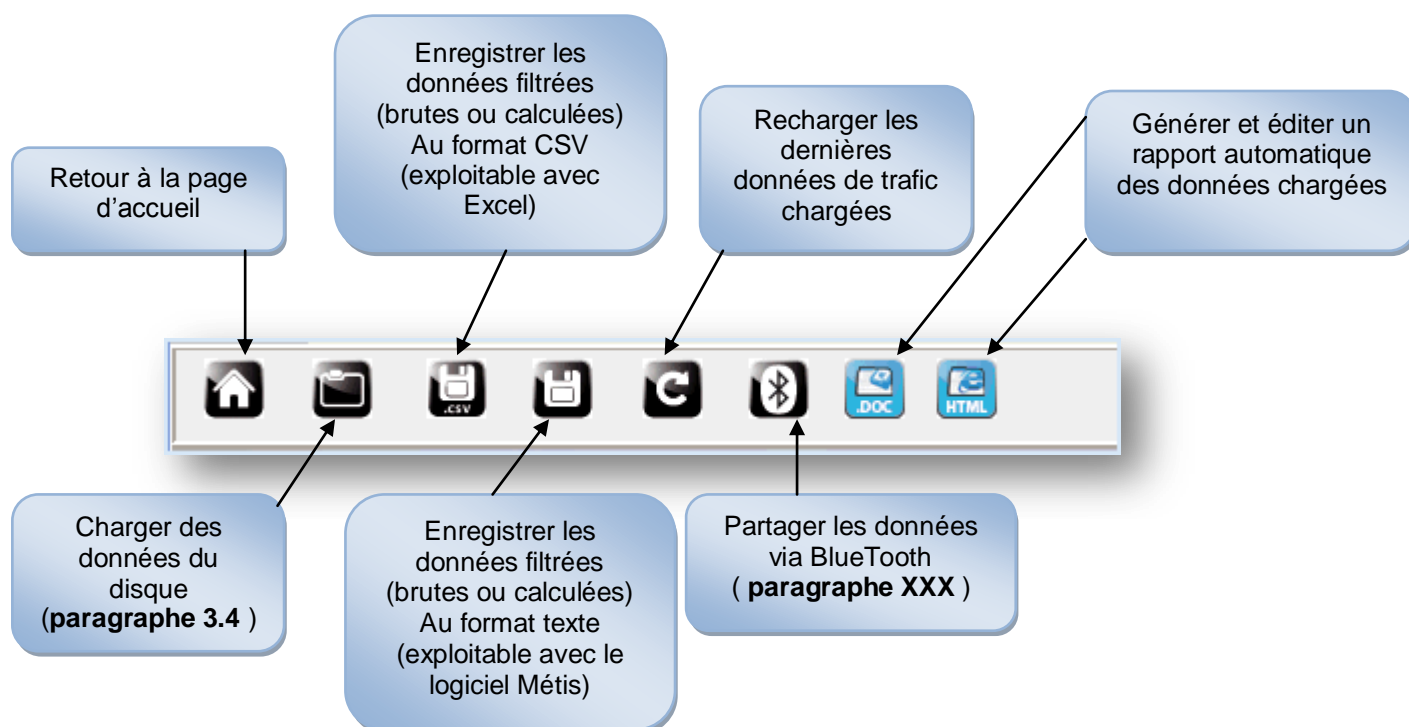 Enregistrer les
données filtrées
(brutes ou calculées)
Au format CSV
(exploitable avec
Excel)
Recharger les
dernières
données de trafic
chargées
Générer et éditer un
rapport automatique
des données chargées
Retour à la page
d’accueil
.csv
.DOC
HTML
Charger des
données du
disque
(paragraphe 3.4 )
Enregistrer les
données filtrées
(brutes ou calculées)
Au format texte
(exploitable avec le
logiciel Métis)
Partager les données
via BlueTooth
( paragraphe XXX )